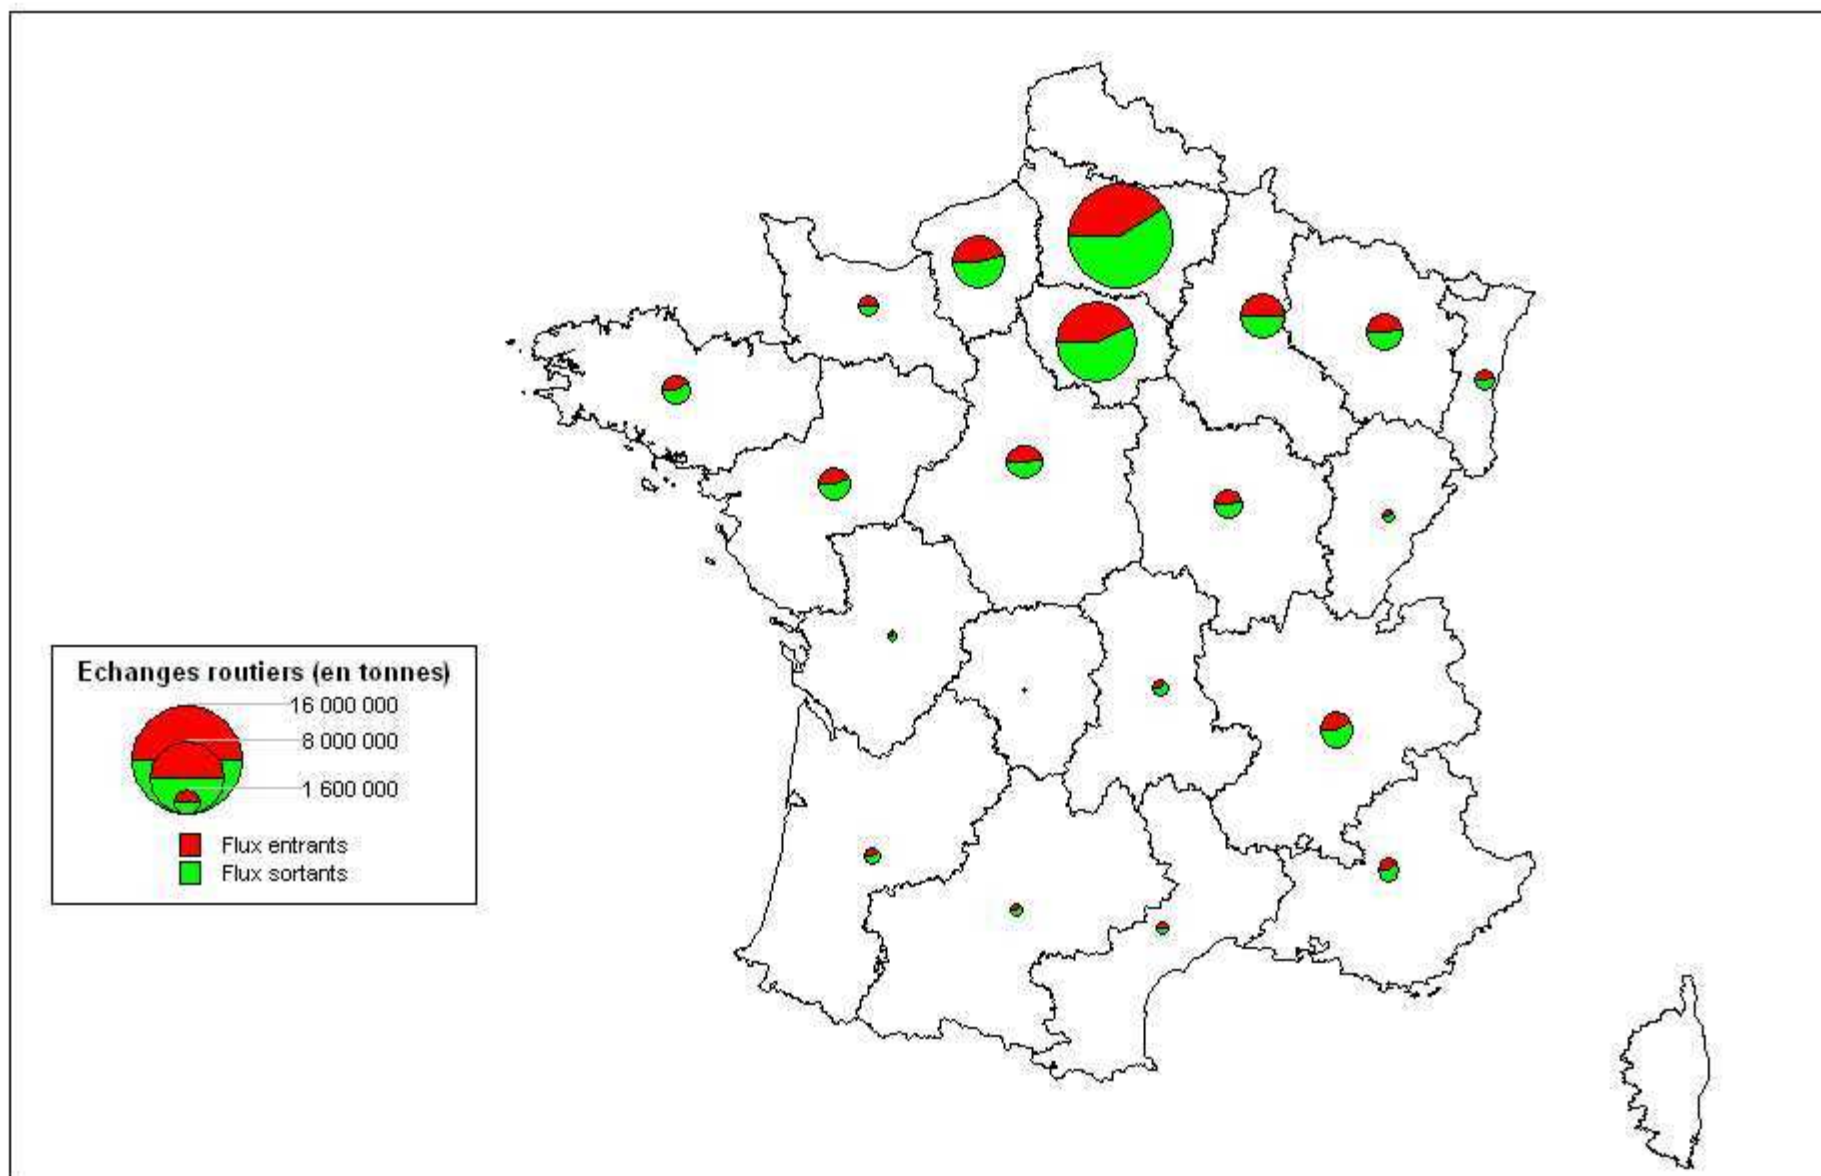 Echanges routiers (en tonnes)
16 000 000
8 000 000
1 600 000
Flux entrants
Flux sortants